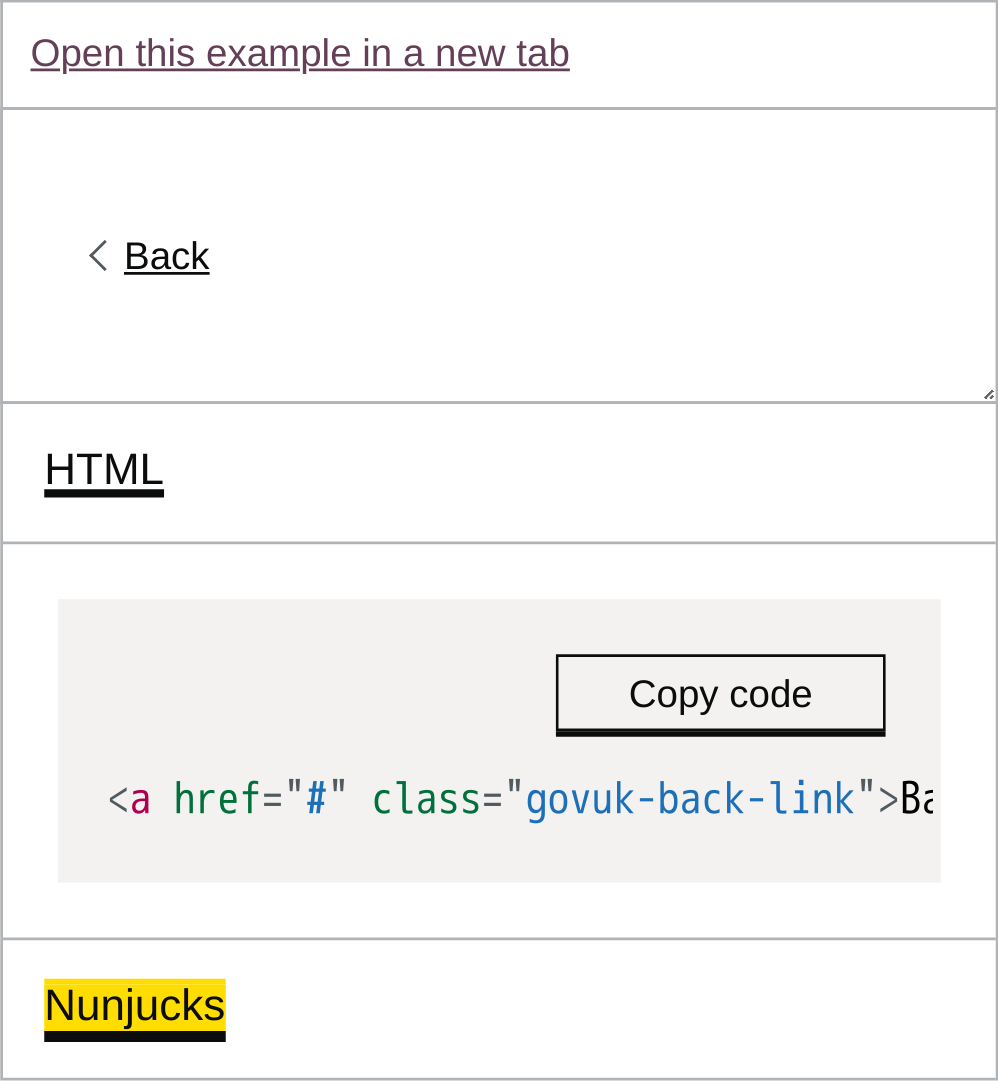 Open this example in a new tab
Back
HTML
Copy code
<a href="#" class="govuk-back-link">Ba
Nunjucks